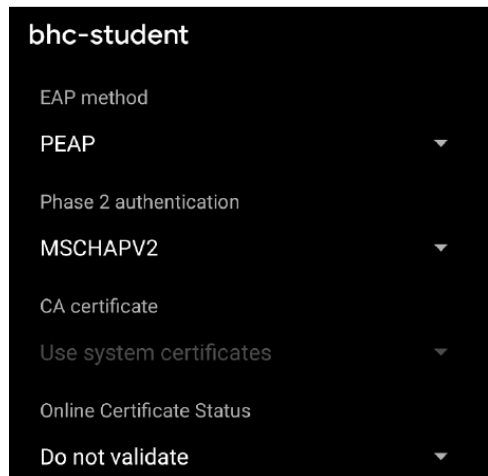 bhc-student
EAP method
PEAP
Phase 2 authentication
MSCHAPV2
CA certificate
Use system certificates
Online Certificate Status
Do not validate